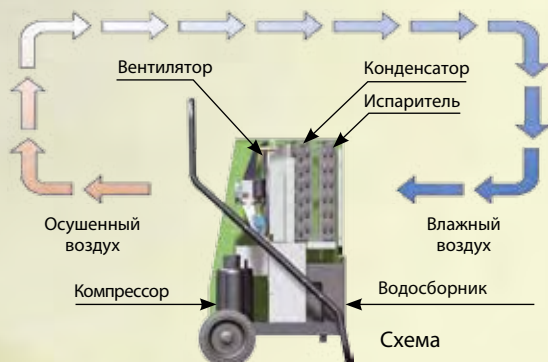 Вентилятор
Конденсатор
Испаритель
Осушенный
воздух
Влажный
воздух
Компрессор
Водосборник
Схема